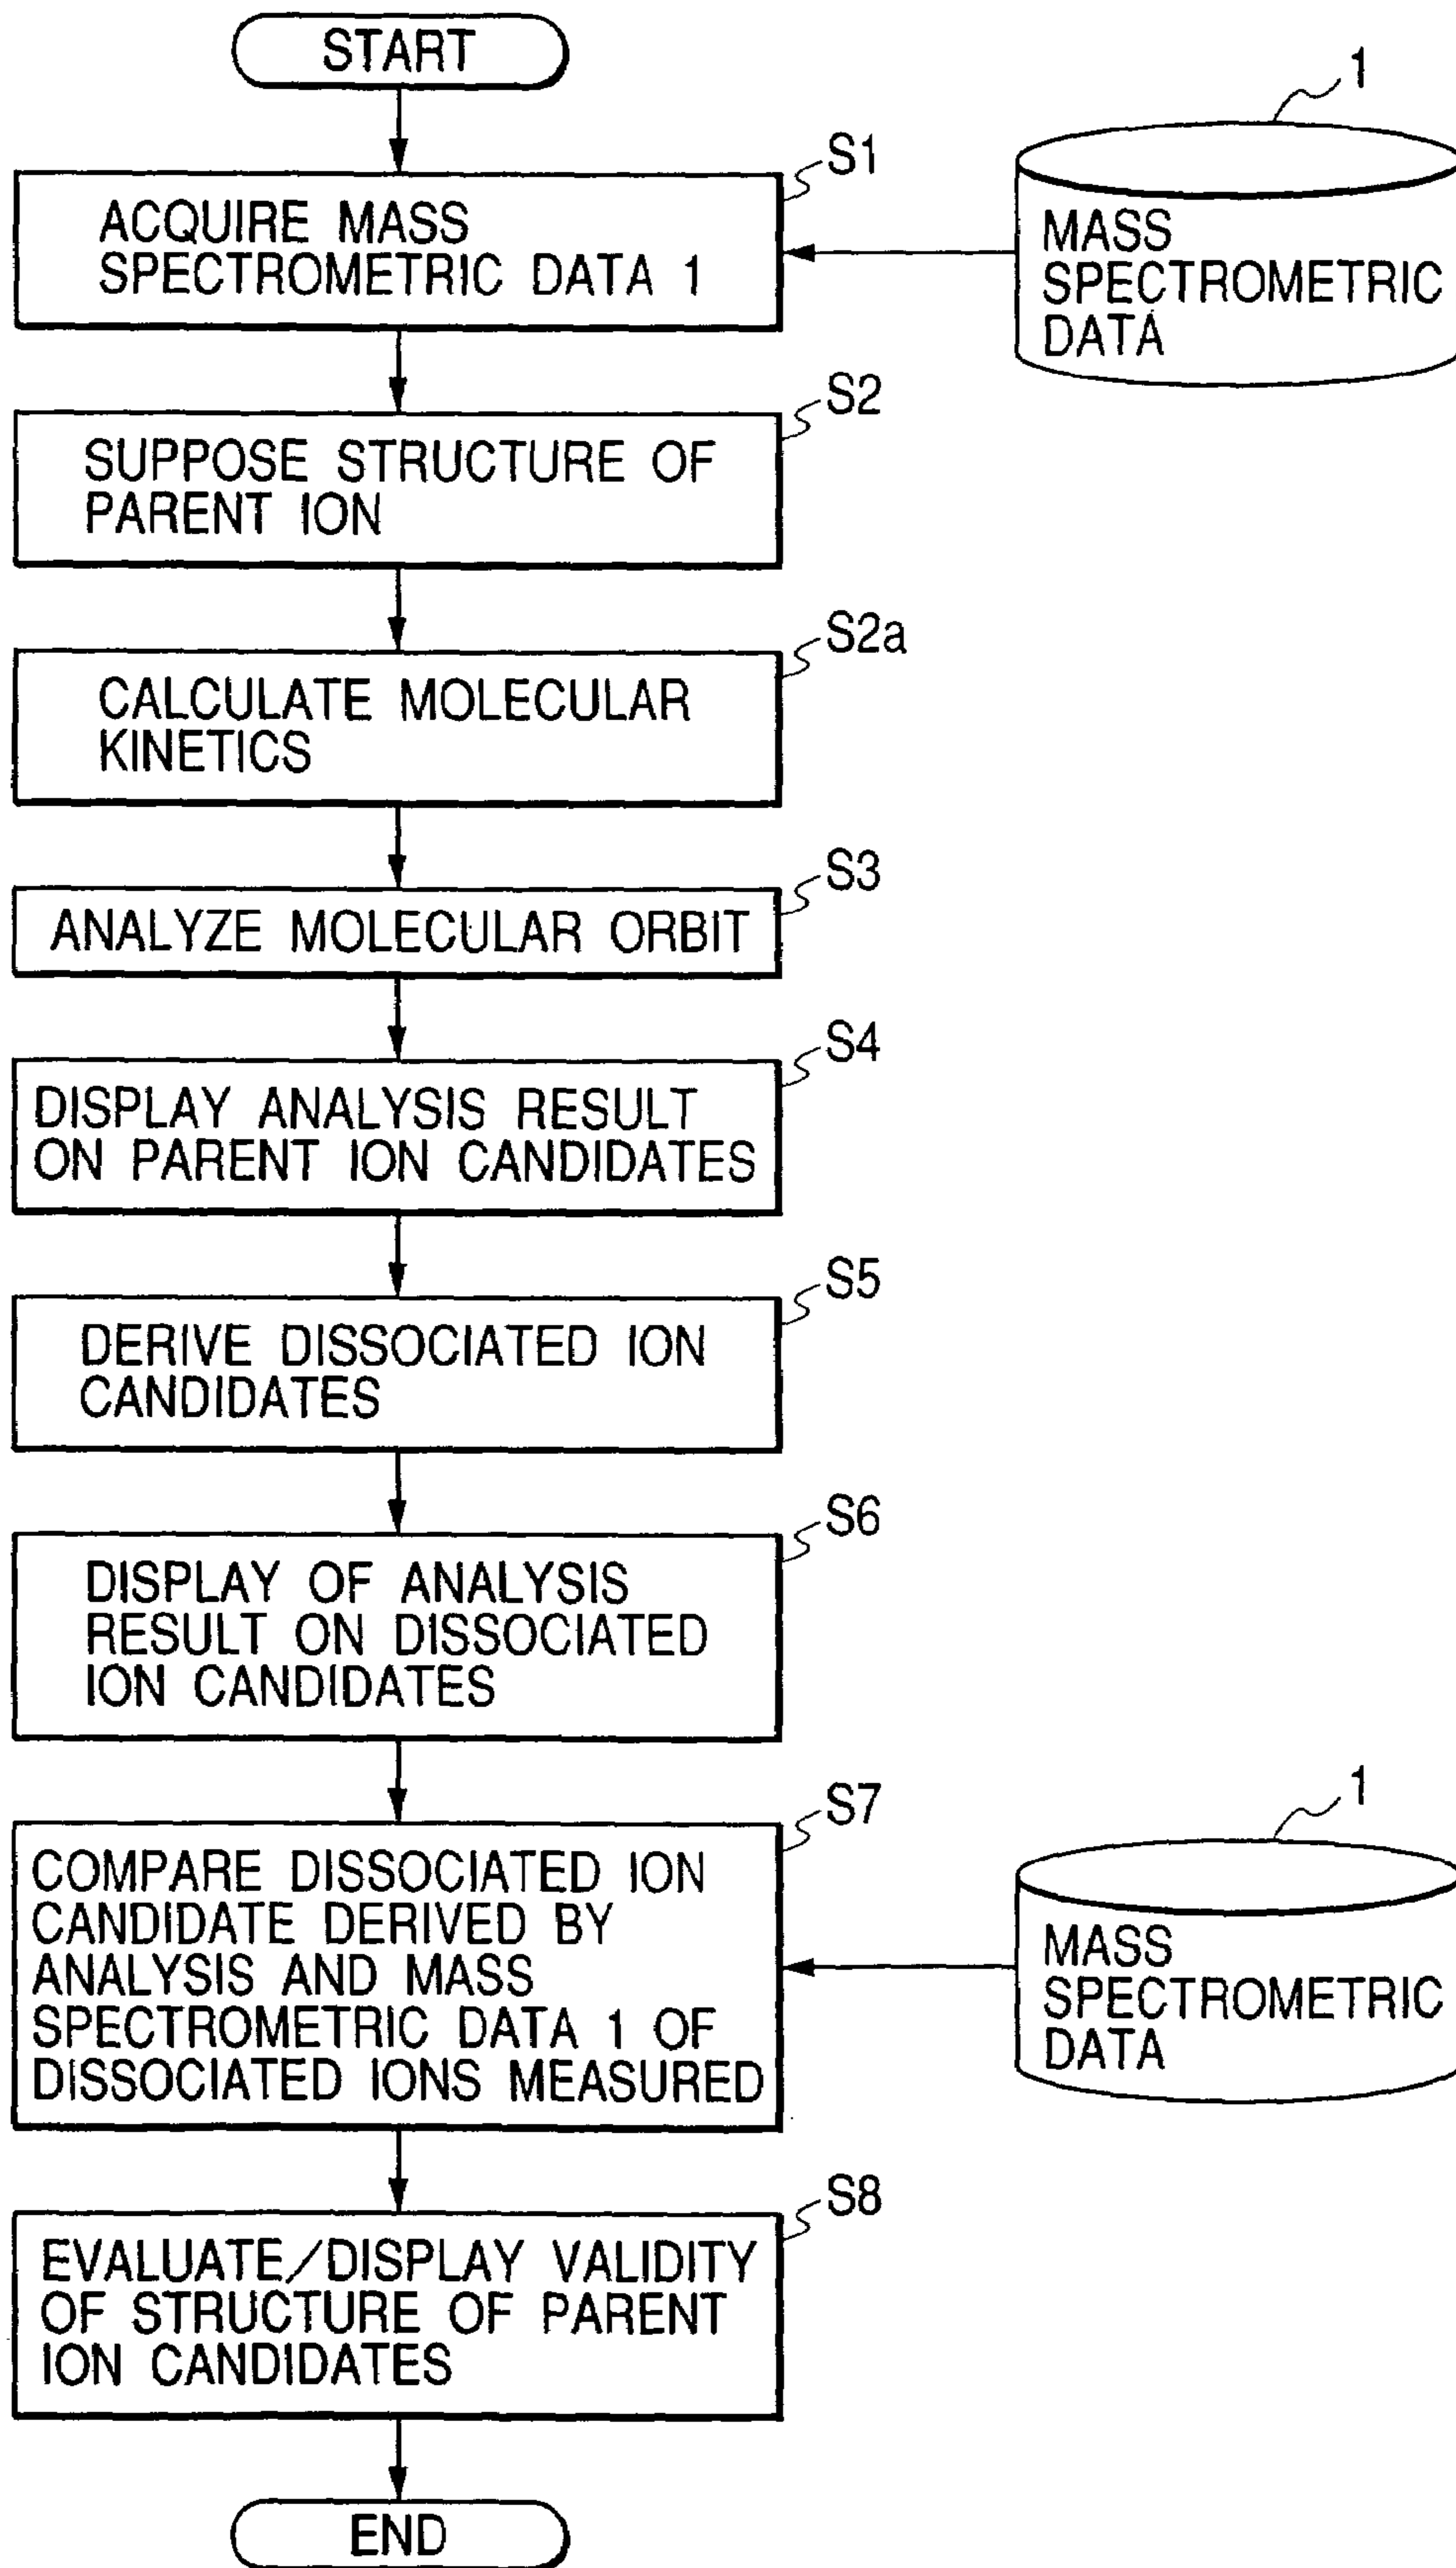 START
1
S1
ACQUIRE MASS
SPECTROMETRIC DATA 1
MASS
SPECTROMETRIC
DATA
S2
SUPPOSE STRUCTURE OF
PARENT ION
S2a
CALCULATE MOLECULAR
KINETICS
S3
ANALYZE MOLECULAR ORBIT
S4
DISPLAY ANALYSIS RESULT
ON PARENT ION CANDIDATES
S5
DERIVE DISSOCIATED ION
CANDIDATES
S6
DISPLAY OF ANALYSIS
RESULT ON DISSOCIATED
ION CANDIDATES
S7
COMPARE DISSOCIATED ION
CANDIDATE DERIVED BY
ANALYSIS AND MASS
SPECTROMETRIC DATA 1 OF
DISSOCIATED IONS MEASURED
1
MASS
SPECTROMETRIC
DATA
S8
EVALUATE/DISPLAY VALIDITY
OF STRUCTURE OF PARENT
ION CANDIDATES
END